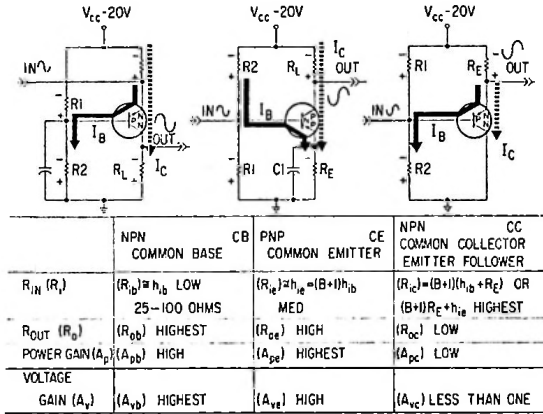 Vcc-20V Vcc-20V Vcc-20V
IN R1 IB R2 OUT RL IC
R2 RL IC OUT IN IB R1 C1 RE
R1 RE OUT IN IB R2 IC
NPN CB PNP CE NPN CC
COMMON BASE COMMON EMITTER COMMON COLLECTOR
EMITTER FOLLOWER
RIN (Ri) (Rib)≅hib LOW (Rie)≅hie=(B+1)hib (Ric)=(B+1)(hib+RE) OR
25-100 OHMS MED (B+1)RE+hie HIGHEST
ROUT (Ro) (Rob) HIGHEST (Roe) HIGH (Roc) LOW
POWER GAIN(Ap) (Apb) HIGH (Ape) HIGHEST (Apc) LOW
VOLTAGE
GAIN (Av) (Avb) HIGHEST (Ave) HIGH (Avc) LESS THAN ONE